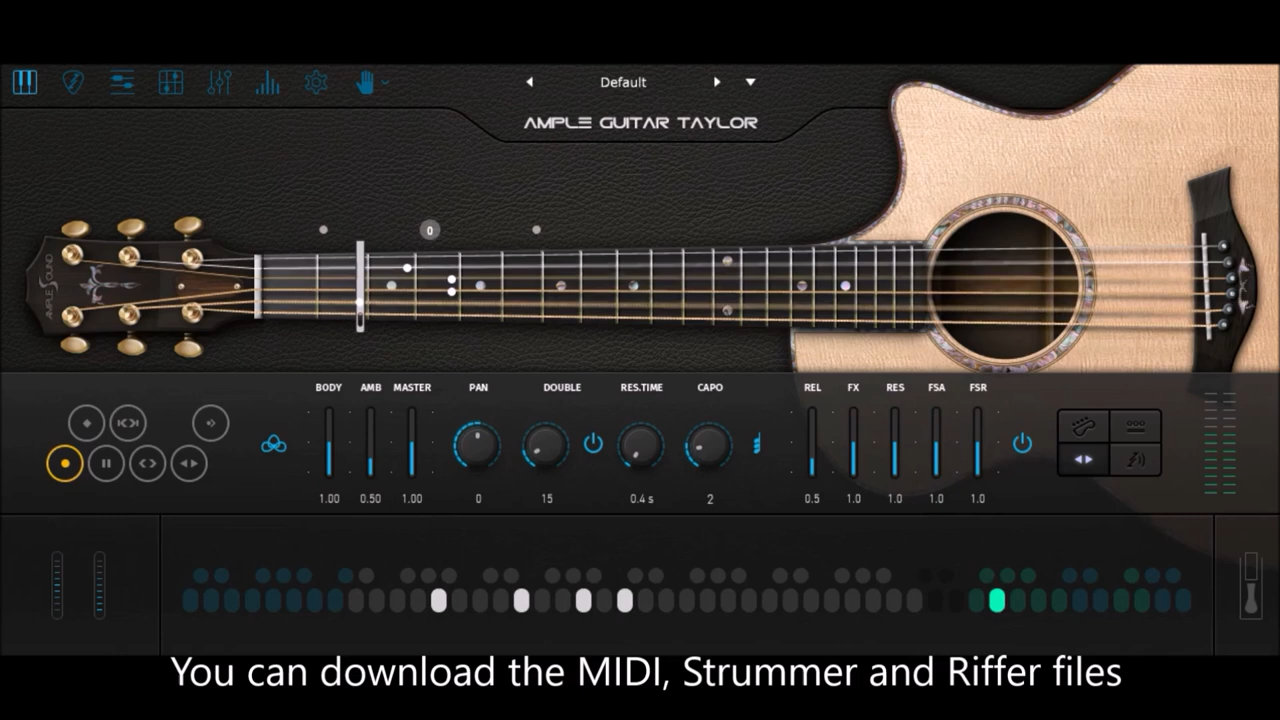 Default
AMPLE GUITAR TAYLOR
0
AMPLE SOUND
BODY AMB MASTER PAN DOUBLE RES.TIME CAPO REL FX RES FSA FSR
1.00 0.50 1.00 0 15 0.4 s 2 0.5 1.0 1.0 1.0 1.0
You can download the MIDI, Strummer and Riffer files